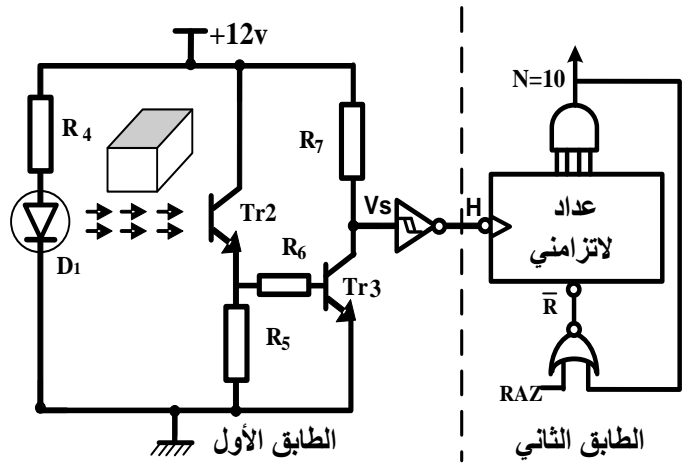 +12v
N=10
R4
R7
Tr2
Vs
H
عداد
لاتزامني
D1
R6
Tr3
R̅
R5
RAZ
الطابق الأول
الطابق الثاني